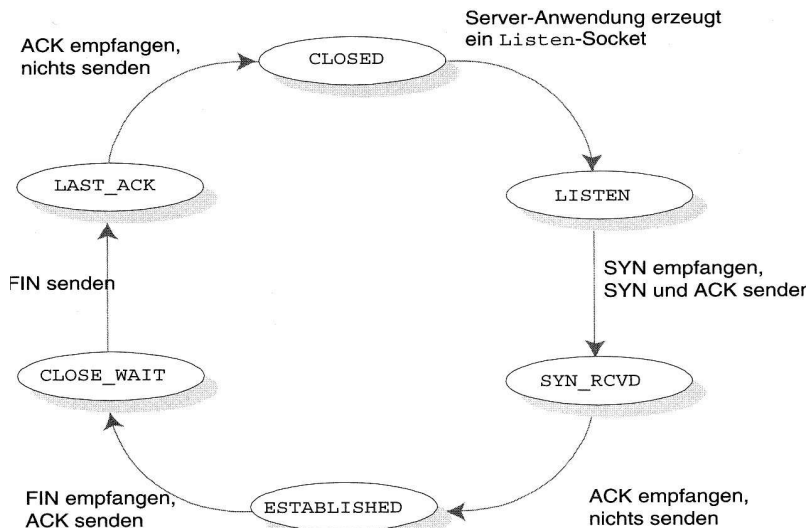 Server-Anwendung erzeugt
ein Listen-Socket
ACK empfangen,
nichts senden
CLOSED
LAST_ACK
LISTEN
FIN senden
SYN empfangen,
SYN und ACK senden
CLOSE_WAIT
SYN_RCVD
FIN empfangen,
ACK senden
ESTABLISHED
ACK empfangen,
nichts senden